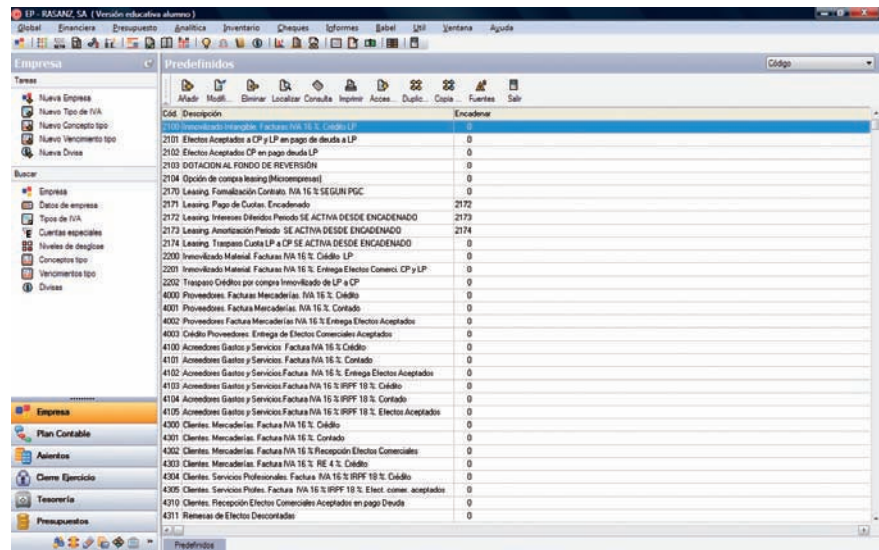 EP - RASANZ, SA ( Versión educativa alumno )
Global Financiera Presupuesto Analítica Inventario Cheques Informes Babel Útil Ventana Ayuda
Empresa
Predefinidos
Código
Tareas
Nueva Empresa
Nuevo Tipo de IVA
Nuevo Concepto tipo
Nuevo Vencimiento tipo
Nueva Divisa
Buscar
Empresa
Datos de empresa
Tipos de IVA
Cuentas especiales
Niveles de desglose
Conceptos tipo
Vencimientos tipo
Divisas
Empresa
Plan Contable
Asientos
Cierre Ejercicio
Tesorería
Presupuestos
Añadir Modifi... Eliminar Localizar Consulta Imprimir Acces... Duplic... Copia ... Fuentes Salir
Cód. Descripción Encadenar
2100 Inmovilizado Intangible. Facturas IVA 16 %. Crédito LP 0
2101 Efectos Aceptados a CP y LP en pago de deuda a LP 0
2102 Efectos Aceptados CP en pago deuda LP 0
2103 DOTACION AL FONDO DE REVERSIÓN 0
2104 Opción de compra leasing (Microempresas) 0
2170 Leasing. Formalización Contrato. IVA 16 % SEGUN PGC 0
2171 Leasing. Pago de Cuotas. Encadenado 2172
2172 Leasing. Intereses Diferidos Periodo SE ACTIVA DESDE ENCADENADO 2173
2173 Leasing. Amortización Periodo SE ACTIVA DESDE ENCADENADO 2174
2174 Leasing. Traspaso Cuota LP a CP SE ACTIVA DESDE ENCADENADO 0
2200 Inmovilizado Material. Facturas IVA 16 %. Crédito LP 0
2201 Inmovilizado Material. Facturas IVA 16 %. Entrega Efectos Comerci. CP y LP 0
2202 Traspaso Créditos por compra Inmovilizado de LP a CP 0
4000 Proveedores. Facturas Mercaderías. IVA 16 %. Crédito 0
4001 Proveedores. Factura Mercaderías. IVA 16 %. Contado 0
4002 Proveedores Factura Mercaderías IVA 16 % Entrega Efectos Aceptados 0
4003 Crédito Proveedores. Entrega de Efectos Comerciales Aceptados 0
4100 Acreedores Gastos y Servicios Factura IVA 16 % Crédito 0
4101 Acreedores Gastos y Servicios.Factura IVA 16 %. Contado 0
4102 Acreedores Gastos y Servicios.Factura IVA 16 %. Entrega Efectos Aceptados 0
4103 Acreedores Gastos y Servicios.Factura IVA 16 % IRPF 18 %. Crédito 0
4104 Acreedores Gastos y Servicios.Factura IVA 16 % IRPF 18 %. Contado 0
4105 Acreedores Gastos y Servicios.Factura IVA 16 % IRPF 18 %. Efectos Aceptados 0
4300 Clientes. Mercaderías. Factura IVA 16 %. Crédito 0
4301 Clientes. Mercaderías. Factura IVA 16 %. Contado 0
4302 Clientes. Mercaderías. Factura IVA 16 % Recepción Efectos Comerciales 0
4303 Clientes. Mercaderías. Factura IVA 16 %. RE 4 %. Crédito 0
4304 Clientes. Servicios Profesionales. Factura IVA 16 % IRPF 18 %. Crédito 0
4305 Clientes. Servicios Profes. Factura IVA 16 % IRPF 18 %. Efect. comer. aceptados 0
4310 Clientes. Recepción Efectos Comerciales Aceptados en pago Deuda 0
4311 Remesas de Efectos Descontadas 0
Predefinidos